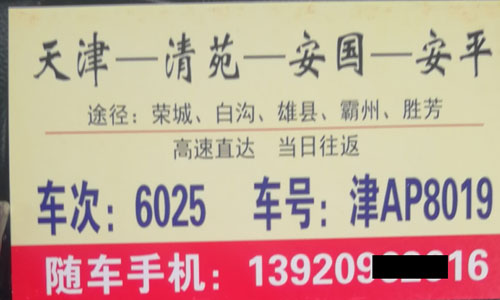 天津—清苑—安国—安平
途径：荣城、白沟、雄县、霸州、胜芳
高速直达 当日往返
车次：6025 车号：津AP8019
随车手机：139209 16